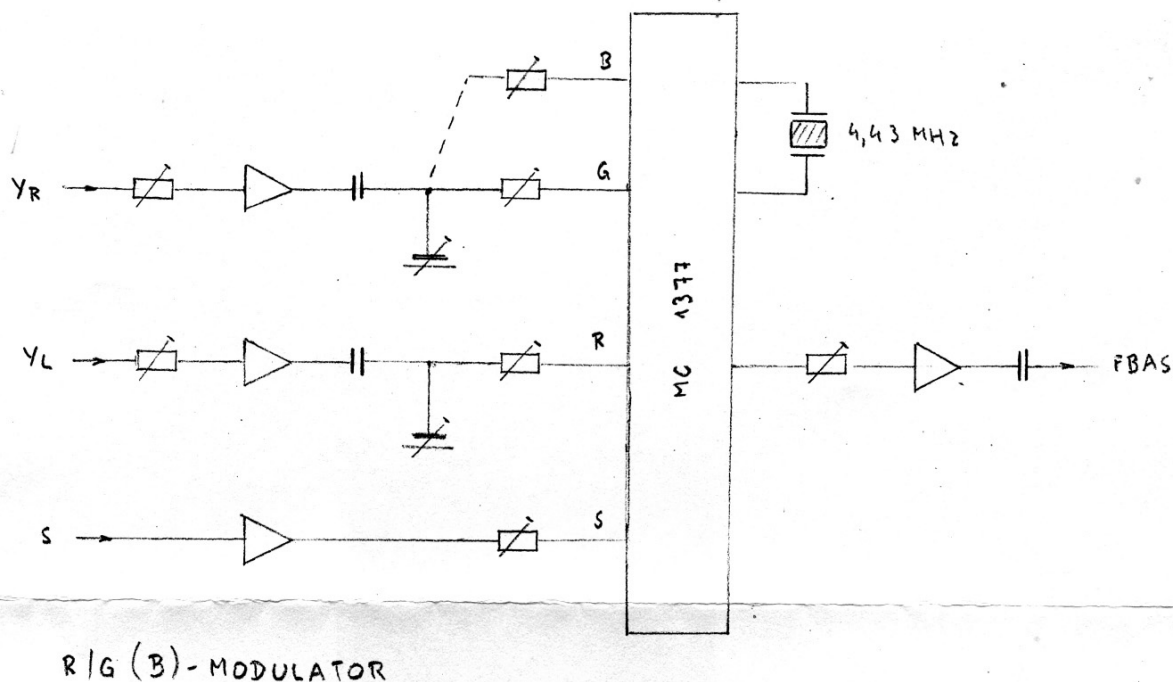 B
4,43 MHz
YR
G
YL
R
MC 1377
FBAS
S
S
R/G (B) - MODULATOR